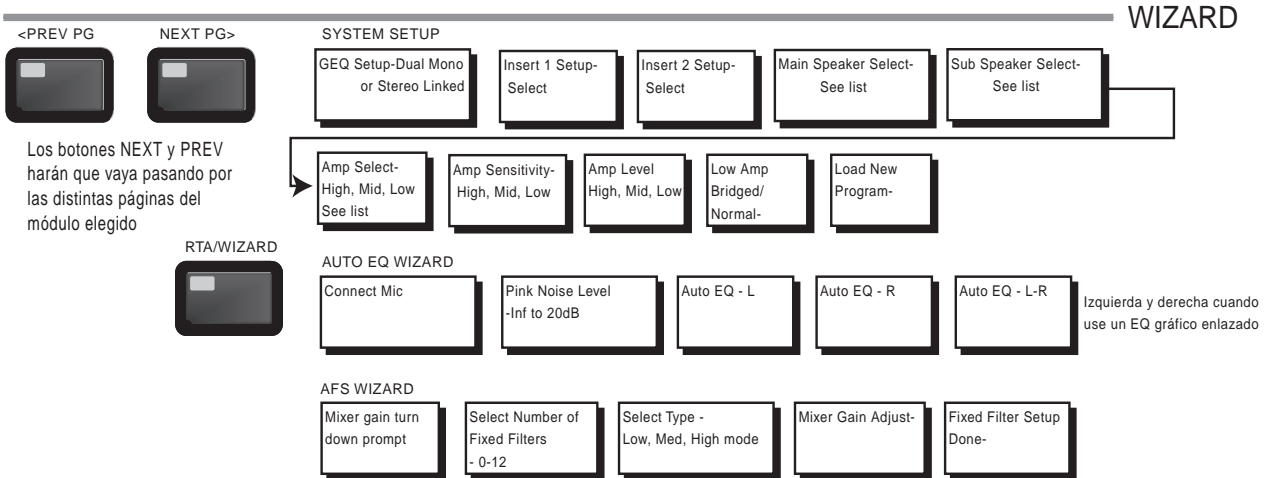 WIZARD
<PREV PG
NEXT PG>
Los botones NEXT y PREV
harán que vaya pasando por
las distintas páginas del
módulo elegido
SYSTEM SETUP
GEQ Setup-Dual Mono
or Stereo Linked
Insert 1 Setup-
Select
Insert 2 Setup-
Select
Main Speaker Select-
See list
Sub Speaker Select-
See list
Amp Select-
High, Mid, Low
See list
Amp Sensitivity-
High, Mid, Low
Amp Level
High, Mid, Low
Low Amp
Bridged/
Normal-
Load New
Program-
RTA/WIZARD
AUTO EQ WIZARD
Connect Mic
Pink Noise Level
-Inf to 20dB
Auto EQ - L
Auto EQ - R
Auto EQ - L-R
Izquierda y derecha cuando
use un EQ gráfico enlazado
AFS WIZARD
Mixer gain turn
down prompt
Select Number of
Fixed Filters
- 0-12
Select Type -
Low, Med, High mode
Mixer Gain Adjust-
Fixed Filter Setup
Done-